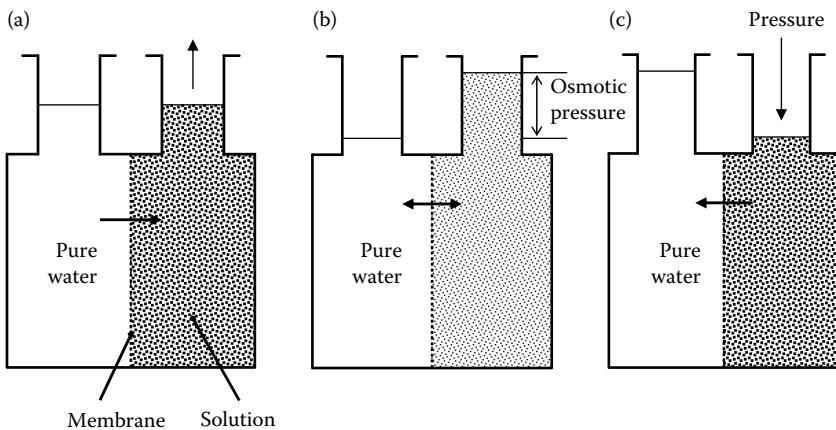 (a)
(b)
(c)
Pressure
Osmotic
pressure
Pure
water
Pure
water
Pure
water
Membrane
Solution